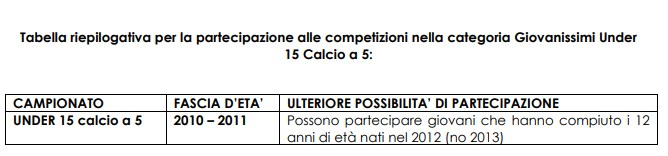 Tabella riepilogativa per la partecipazione alle competizioni nella categoria Giovanissimi Under
15 Calcio a 5:
CAMPIONATO FASCIA D'ETA' ULTERIORE POSSIBILITA' DI PARTECIPAZIONE
UNDER 15 calcio a 5 2010 – 2011 Possono partecipare giovani che hanno compiuto i 12
anni di età nati nel 2012 (no 2013)